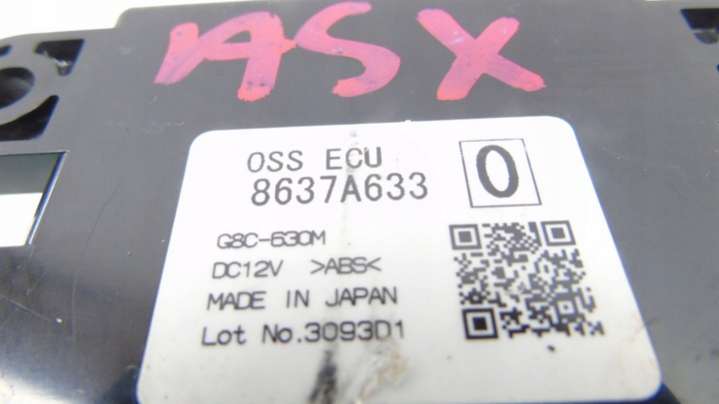 ASX
OSS ECU
8637A633
0
G8C-630M
DC12V >ABS<
MADE IN JAPAN
Lot No.3093D1